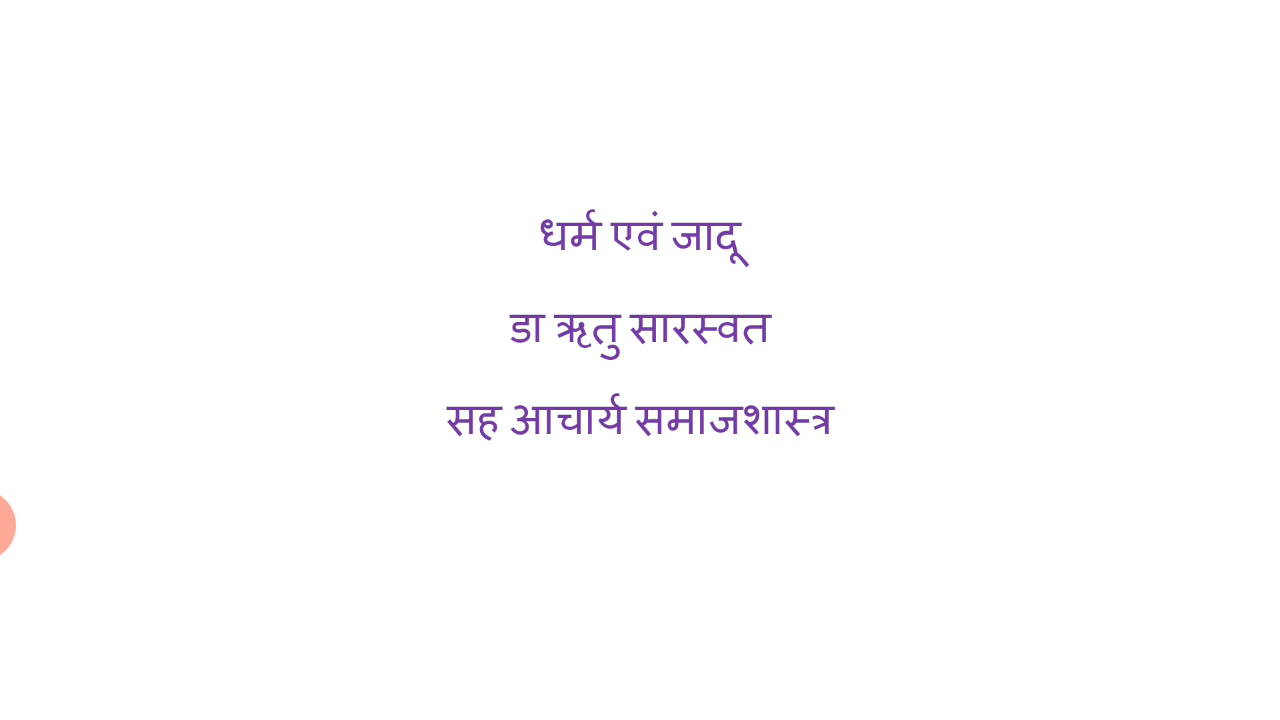 धर्म एवं जादू
डा ऋतु सारस्वत
सह आचार्य समाजशास्त्र